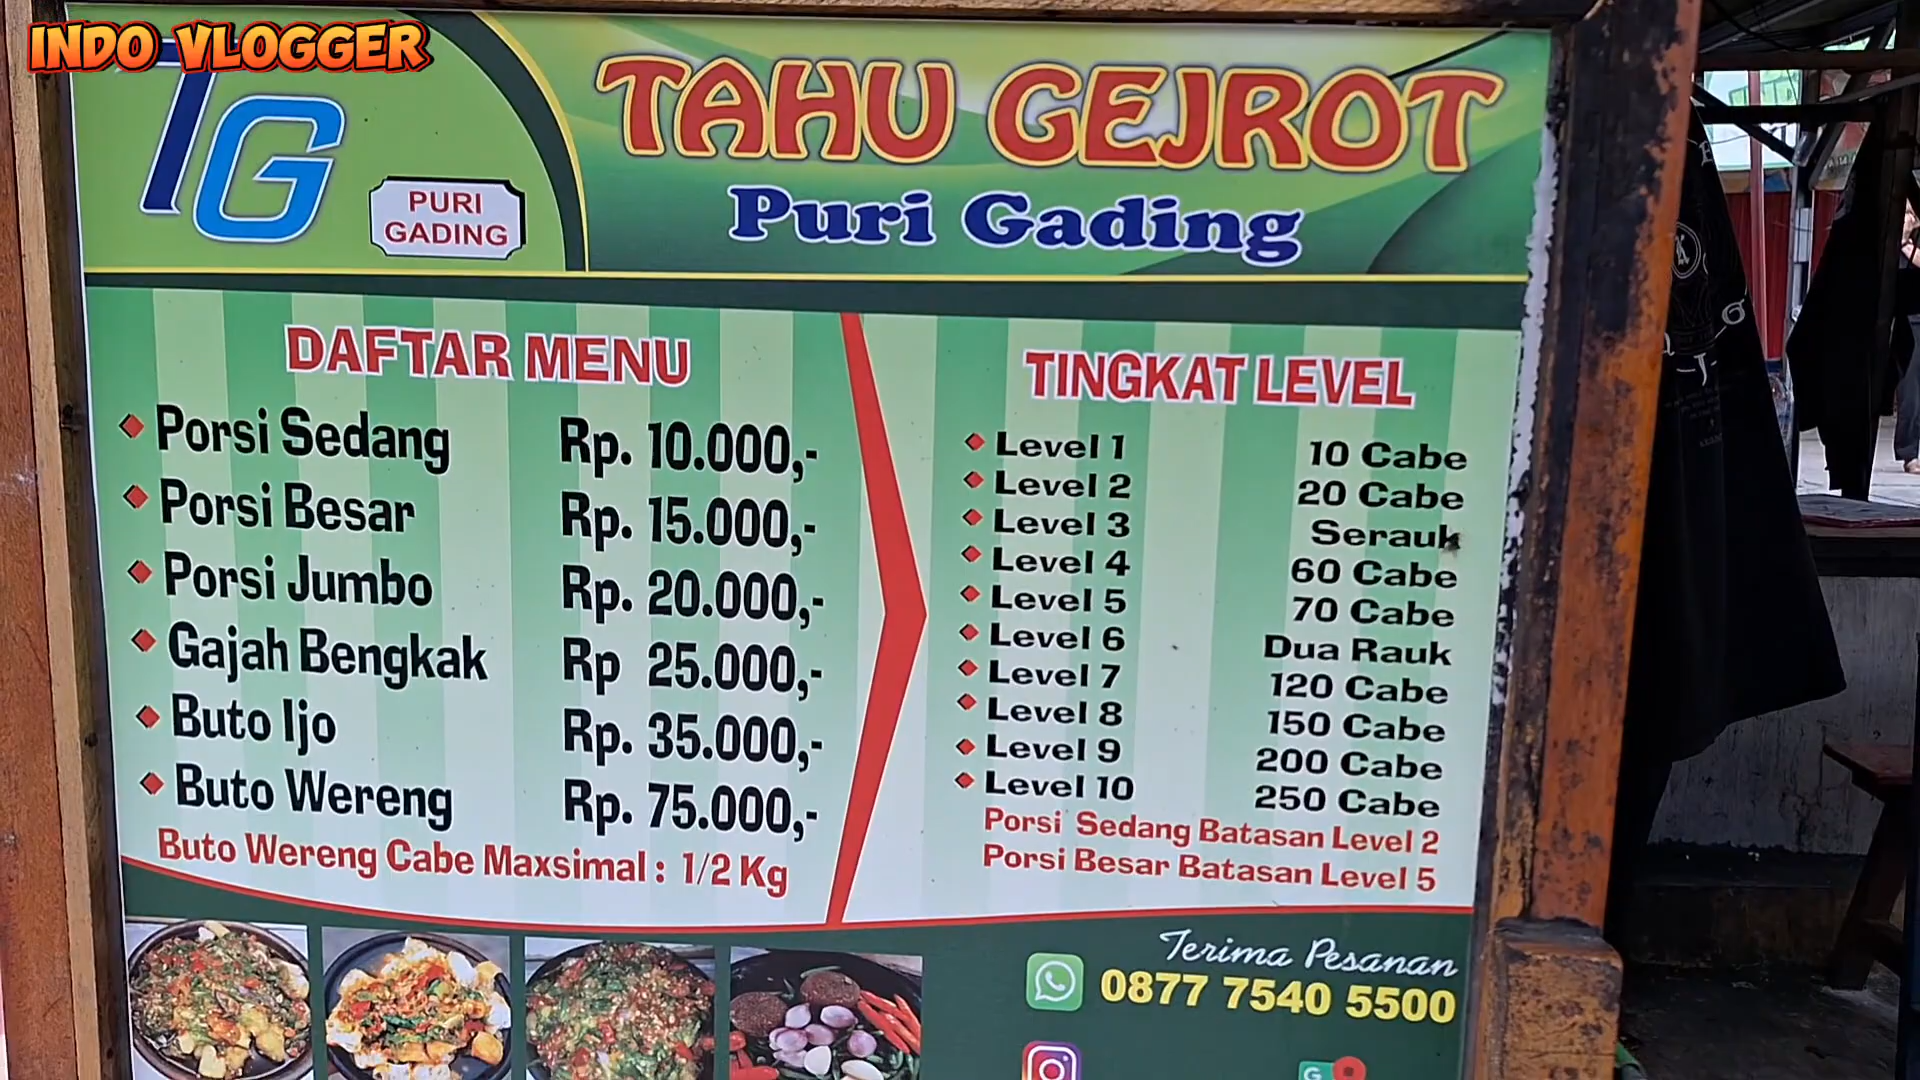 INDO VLOGGER
TG
PURI
GADING
TAHU GEJROT
Puri Gading
DAFTAR MENU
Porsi Sedang Rp. 10.000,-
Porsi Besar Rp. 15.000,-
Porsi Jumbo Rp. 20.000,-
Gajah Bengkak Rp 25.000,-
Buto Ijo Rp. 35.000,-
Buto Wereng Rp. 75.000,-
Buto Wereng Cabe Maxsimal : 1/2 Kg
TINGKAT LEVEL
Level 1 10 Cabe
Level 2 20 Cabe
Level 3 Serauk
Level 4 60 Cabe
Level 5 70 Cabe
Level 6 Dua Rauk
Level 7 120 Cabe
Level 8 150 Cabe
Level 9 200 Cabe
Level 10 250 Cabe
Porsi Sedang Batasan Level 2
Porsi Besar Batasan Level 5
Terima Pesanan
0877 7540 5500